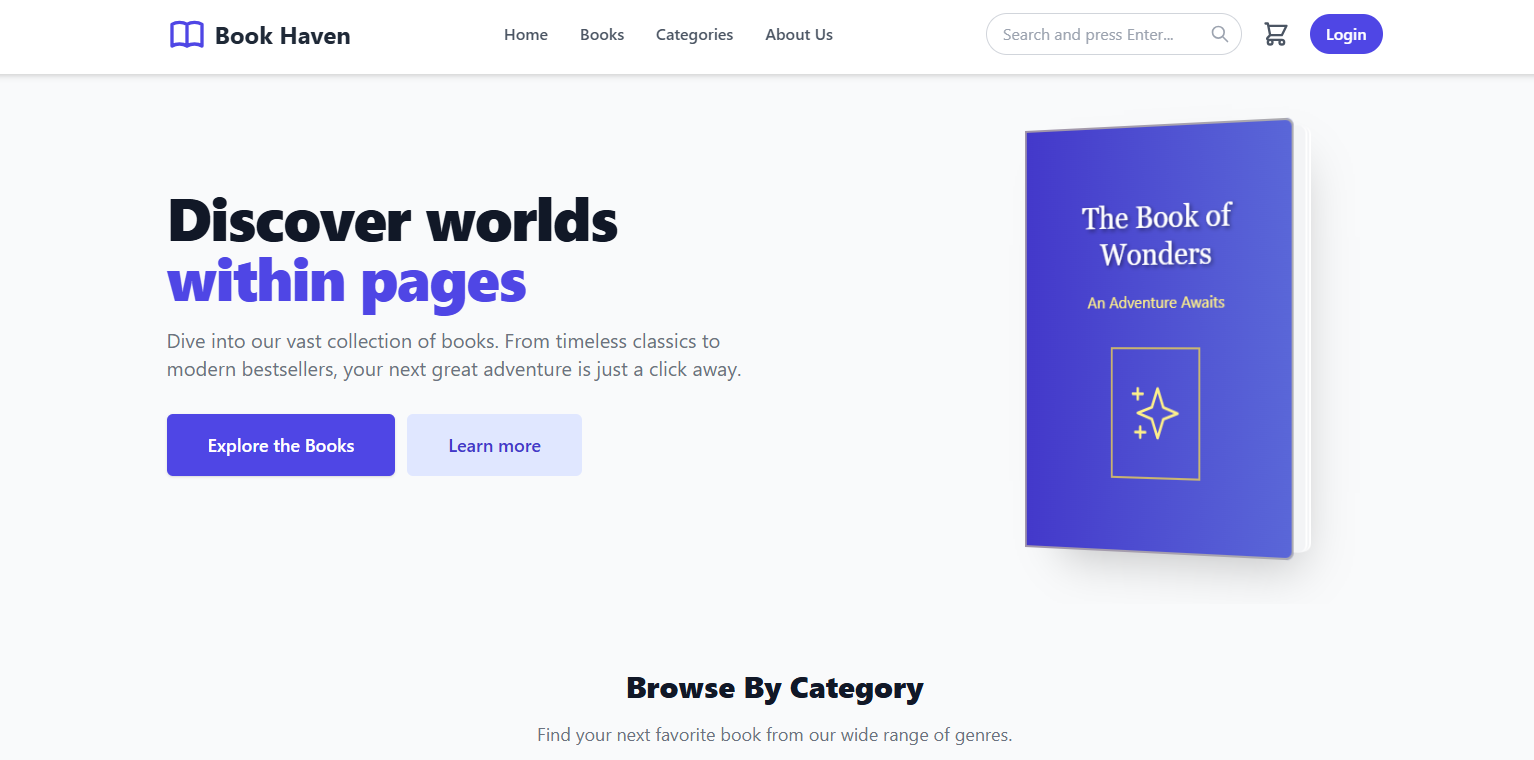 Book Haven
Home
Books
Categories
About Us
Search and press Enter...
Login
Discover worlds
within pages
Dive into our vast collection of books. From timeless classics to
modern bestsellers, your next great adventure is just a click away.
Explore the Books
Learn more
The Book of
Wonders
An Adventure Awaits
Browse By Category
Find your next favorite book from our wide range of genres.